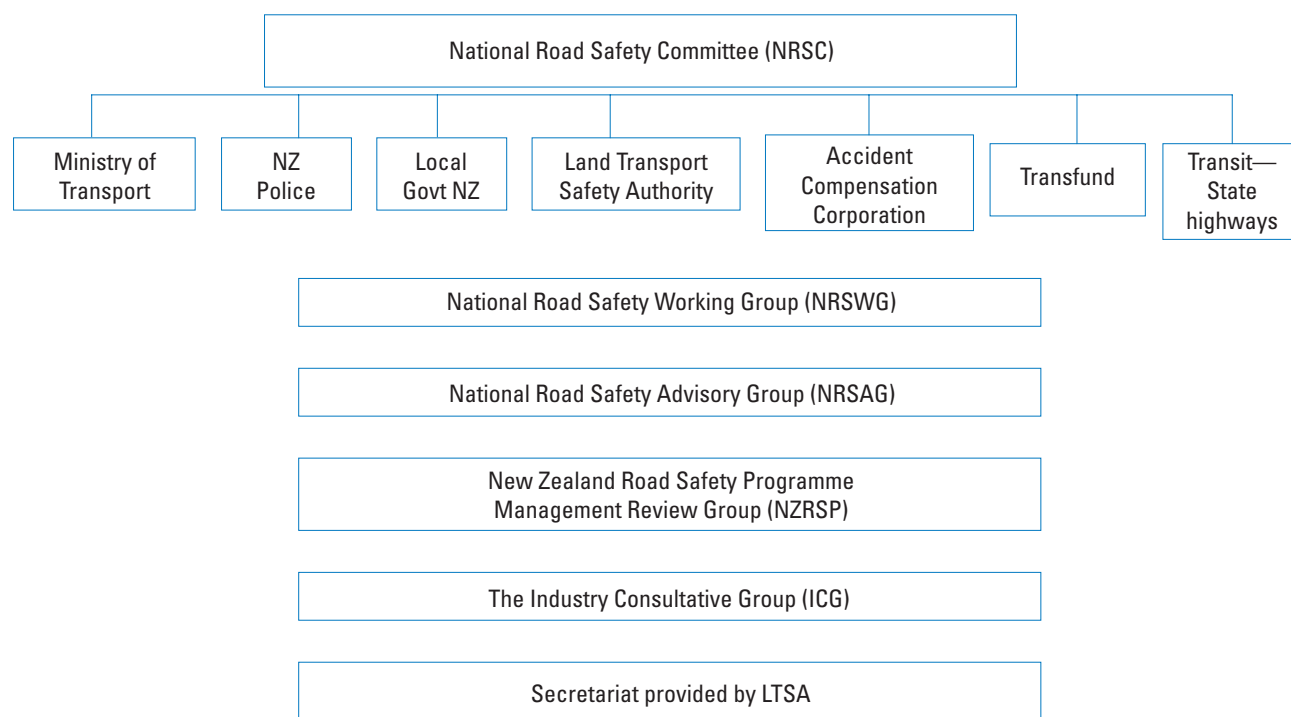 National Road Safety Committee (NRSC)
Ministry of
Transport
NZ
Police
Local
Govt NZ
Land Transport
Safety Authority
Accident
Compensation
Corporation
Transfund
Transit—
State
highways
National Road Safety Working Group (NRSWG)
National Road Safety Advisory Group (NRSAG)
New Zealand Road Safety Programme
Management Review Group (NZRSP)
The Industry Consultative Group (ICG)
Secretariat provided by LTSA